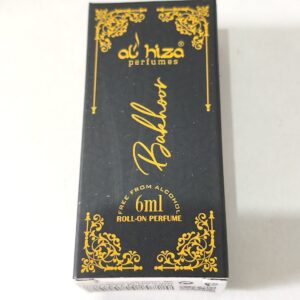 al hiza®
perfumes
Bakhoor
FREE FROM ALCOHOL
6ml
ROLL-ON PERFUME